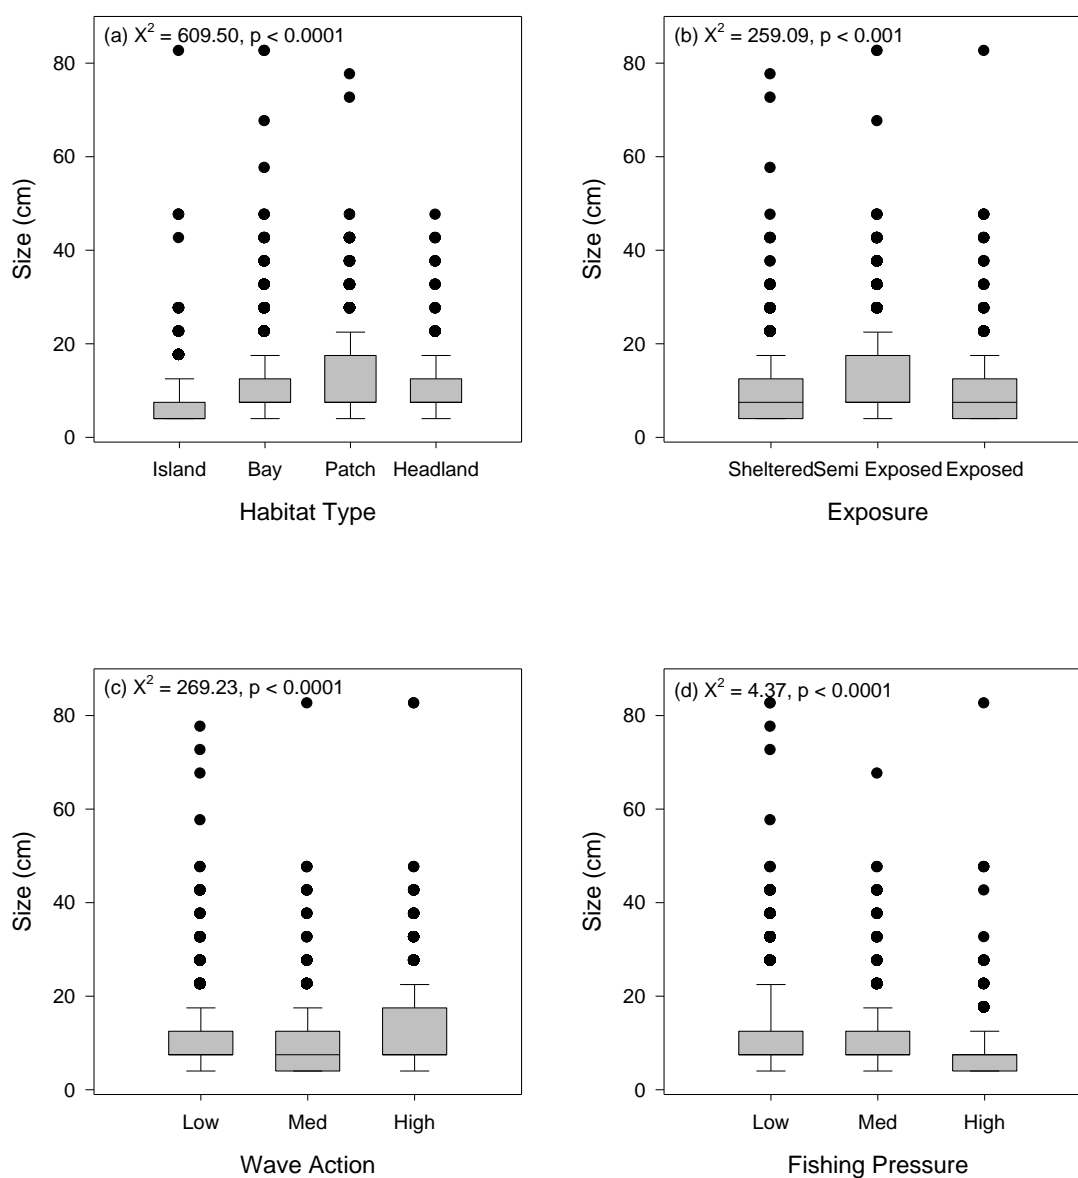 (a) X² = 609.50, p < 0.0001
80
60
40
20
0
Size (cm)
Island Bay Patch Headland
Habitat Type
(b) X² = 259.09, p < 0.001
80
60
40
20
0
Size (cm)
Sheltered Semi Exposed Exposed
Exposure
(c) X² = 269.23, p < 0.0001
80
60
40
20
0
Size (cm)
Low Med High
Wave Action
(d) X² = 4.37, p < 0.0001
80
60
40
20
0
Size (cm)
Low Med High
Fishing Pressure